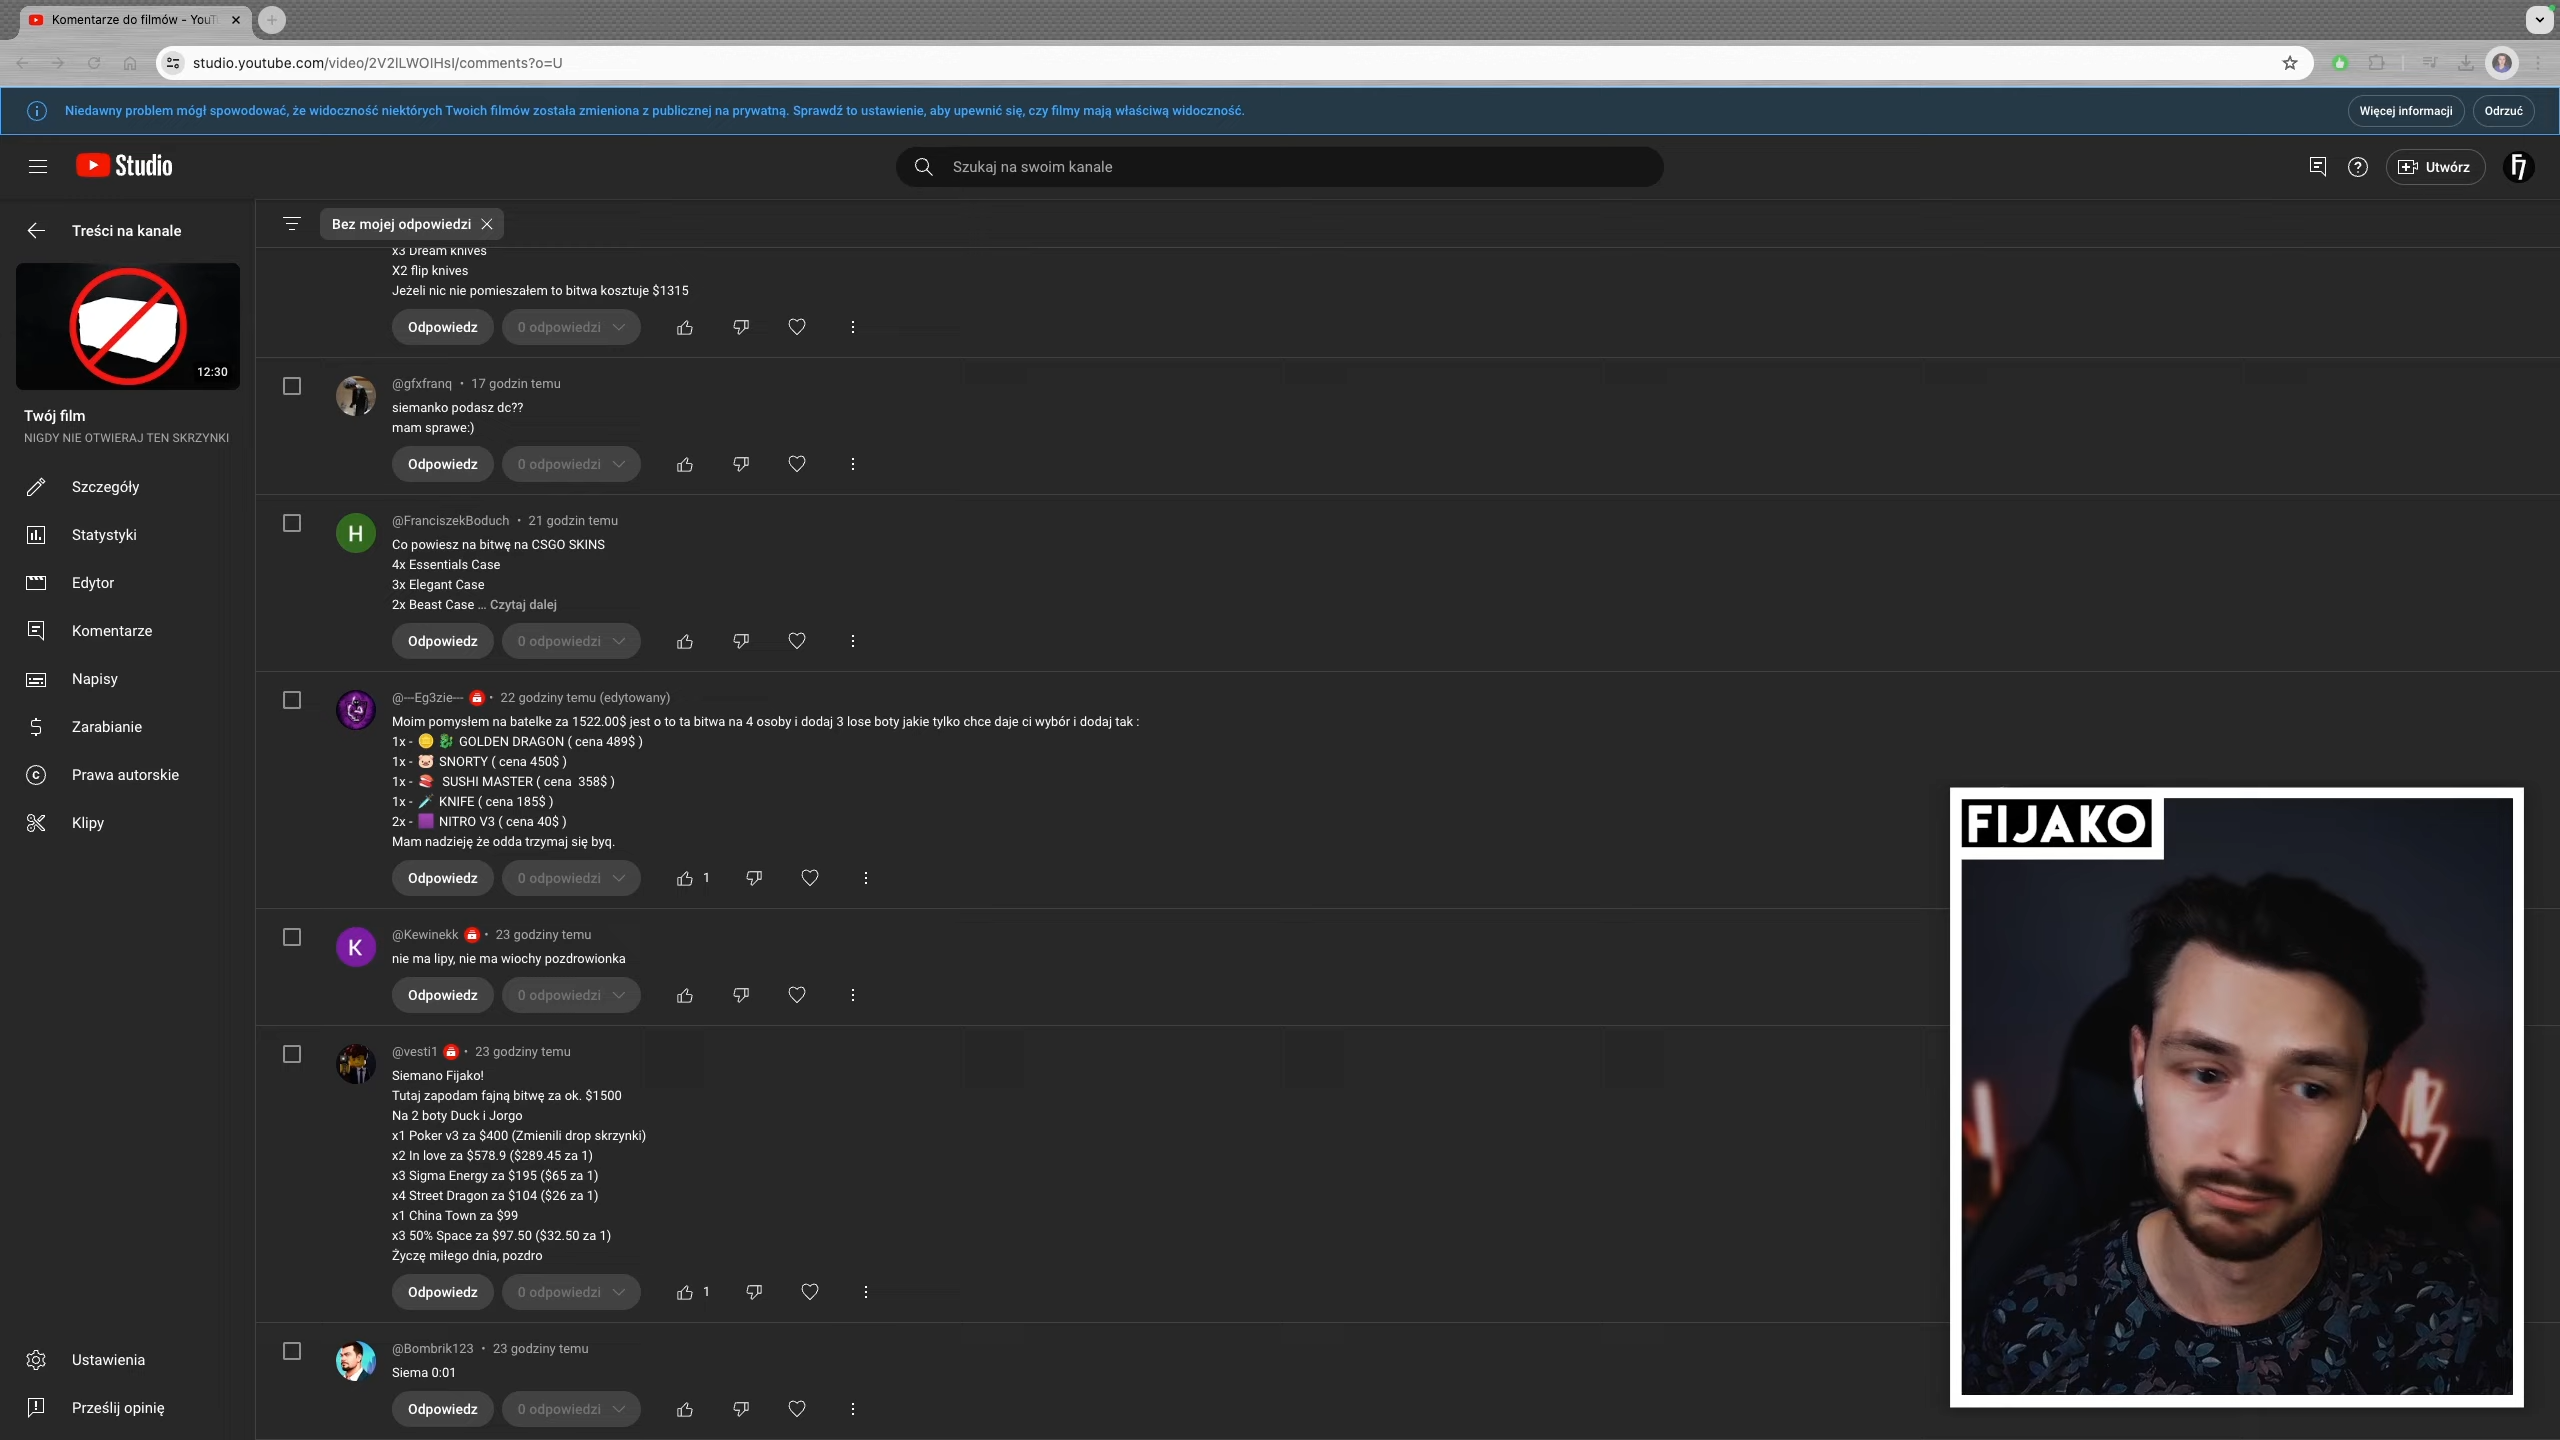 Komentarze do filmów - YouT
studio.youtube.com/video/2V2lLWOlHsI/comments?o=U
Niedawny problem mógł spowodować, że widoczność niektórych Twoich filmów została zmieniona z publicznej na prywatną. Sprawdź to ustawienie, aby upewnić się, czy filmy mają właściwą widoczność.
Więcej informacji
Odrzuć
Studio
Szukaj na swoim kanale
Utwórz
Treści na kanale
12:30
Twój film
NIGDY NIE OTWIERAJ TEN SKRZYNKI
Szczegóły
Statystyki
Edytor
Komentarze
Napisy
Zarabianie
Prawa autorskie
Klipy
Ustawienia
Prześlij opinię
Bez mojej odpowiedzi
x3 Dream knives
X2 flip knives
Jeżeli nic nie pomieszałem to bitwa kosztuje $1315
Odpowiedz 0 odpowiedzi
@gfxfranq • 17 godzin temu
siemanko podasz dc??
mam sprawe:)
Odpowiedz 0 odpowiedzi
H
@FranciszekBoduch • 21 godzin temu
Co powiesz na bitwę na CSGO SKINS
4x Essentials Case
3x Elegant Case
2x Beast Case ... Czytaj dalej
Odpowiedz 0 odpowiedzi
@---Eg3zie--- • 22 godziny temu (edytowany)
Moim pomysłem na batelke za 1522.00$ jest o to ta bitwa na 4 osoby i dodaj 3 lose boty jakie tylko chce daje ci wybór i dodaj tak :
1x - 🪙 🐉 GOLDEN DRAGON ( cena 489$ )
1x - 🐷 SNORTY ( cena 450$ )
1x - 🍣 SUSHI MASTER ( cena 358$ )
1x - 🗡️ KNIFE ( cena 185$ )
2x - 🟪 NITRO V3 ( cena 40$ )
Mam nadzieję że odda trzymaj się byq.
Odpowiedz 0 odpowiedzi 1
K
@Kewinekk • 23 godziny temu
nie ma lipy, nie ma wiochy pozdrowionka
Odpowiedz 0 odpowiedzi
@vesti1 • 23 godziny temu
Siemano Fijako!
Tutaj zapodam fajną bitwę za ok. $1500
Na 2 boty Duck i Jorgo
x1 Poker v3 za $400 (Zmienili drop skrzynki)
x2 In love za $578.9 ($289.45 za 1)
x3 Sigma Energy za $195 ($65 za 1)
x4 Street Dragon za $104 ($26 za 1)
x1 China Town za $99
x3 50% Space za $97.50 ($32.50 za 1)
Życzę miłego dnia, pozdro
Odpowiedz 0 odpowiedzi 1
@Bombrik123 • 23 godziny temu
Siema 0:01
Odpowiedz 0 odpowiedzi
FIJAKO